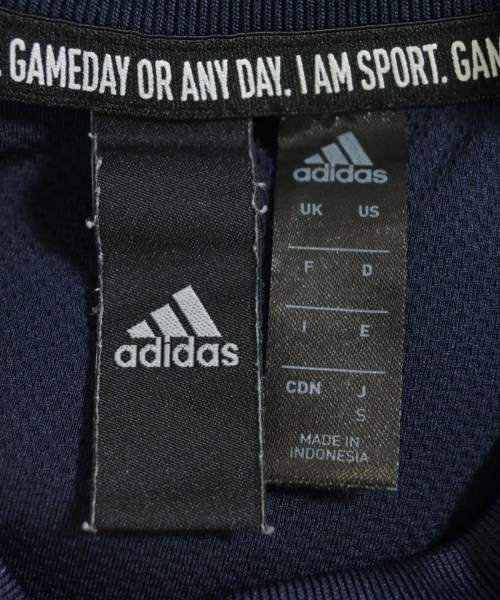 . GAMEDAY OR ANY DAY. I AM SPORT. GAM
adidas
adidas
UK US
F D
I E
CDN J
S
MADE IN
INDONESIA